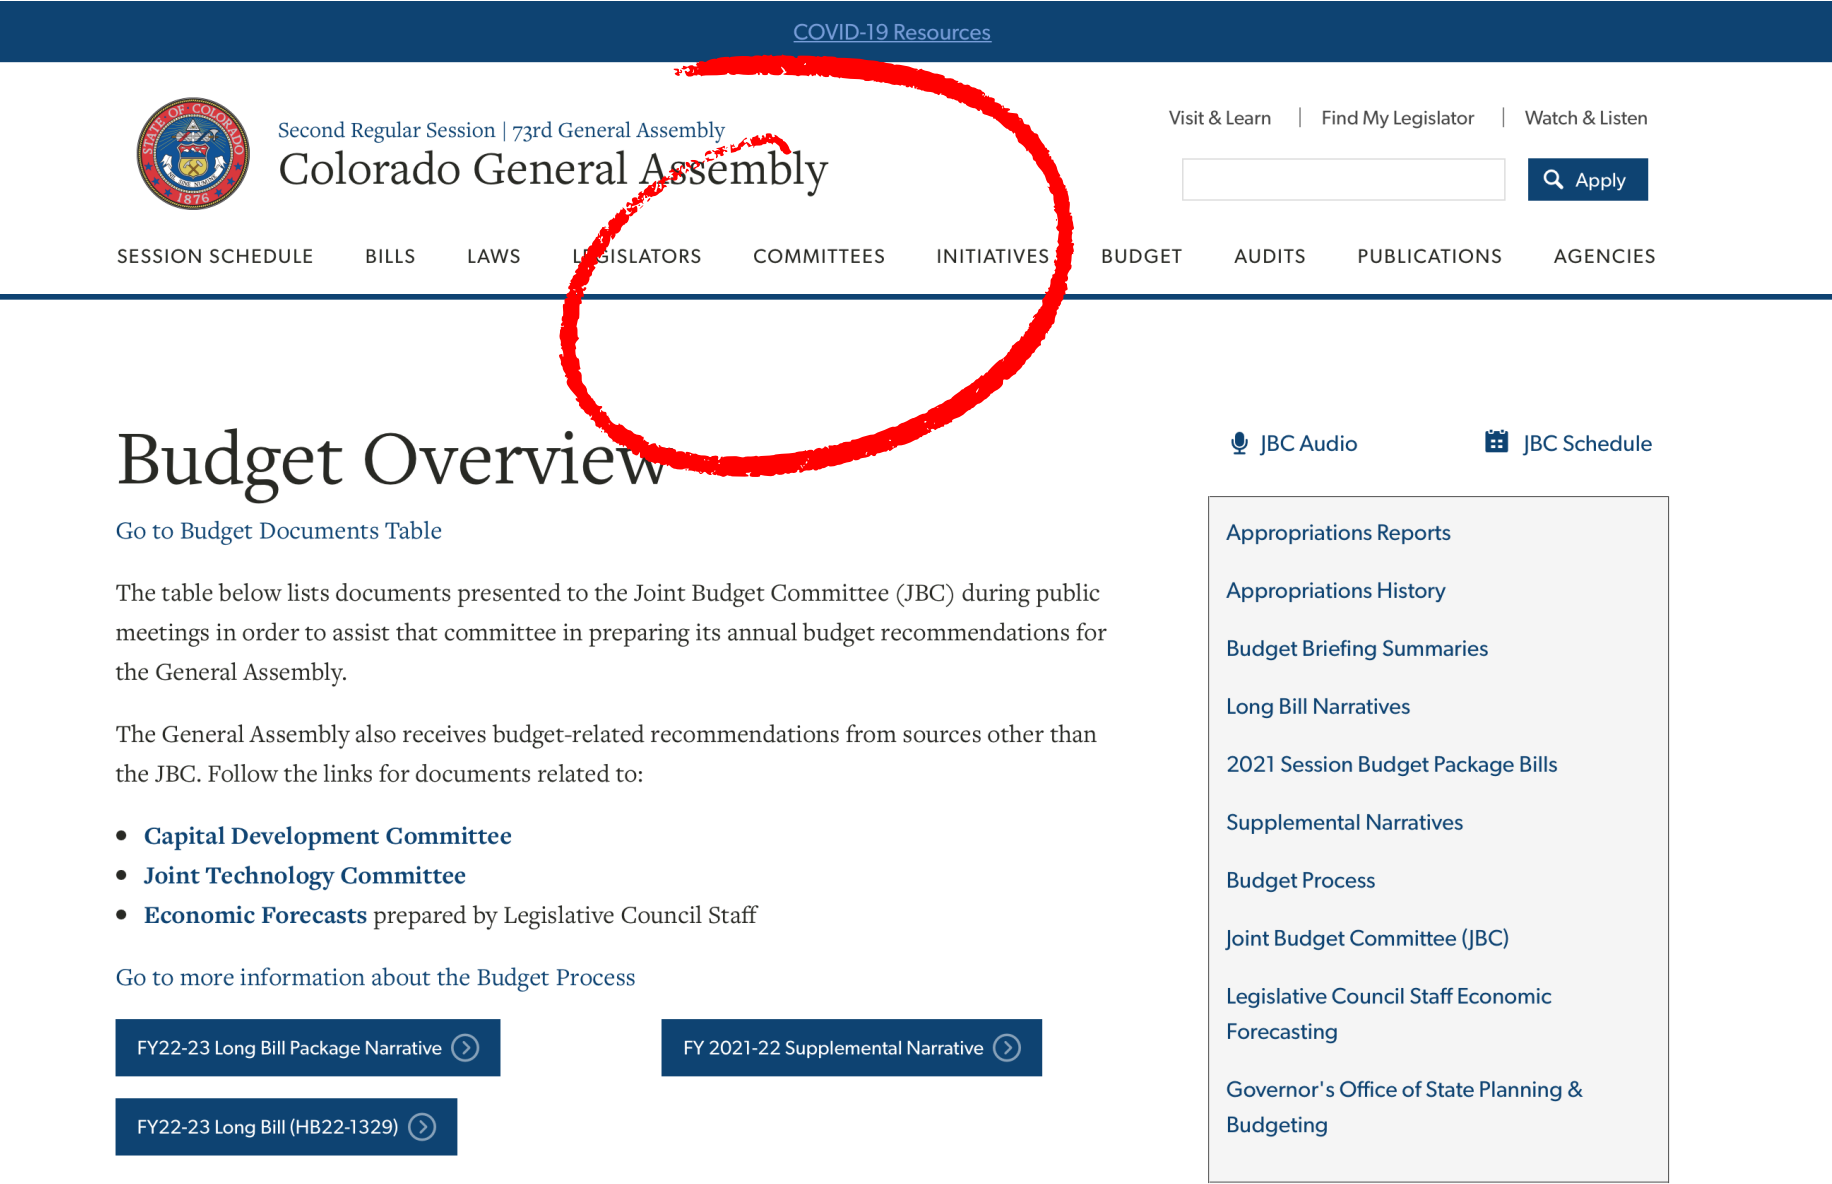 COVID-19 Resources
Second Regular Session | 73rd General Assembly
Colorado General Assembly
STATE OF COLORADO
1876
Visit & Learn | Find My Legislator | Watch & Listen
Apply
SESSION SCHEDULE BILLS LAWS LEGISLATORS COMMITTEES INITIATIVES BUDGET AUDITS PUBLICATIONS AGENCIES
Budget Overview
Go to Budget Documents Table
The table below lists documents presented to the Joint Budget Committee (JBC) during public
meetings in order to assist that committee in preparing its annual budget recommendations for
the General Assembly.
The General Assembly also receives budget-related recommendations from sources other than
the JBC. Follow the links for documents related to:
• Capital Development Committee
• Joint Technology Committee
• Economic Forecasts prepared by Legislative Council Staff
Go to more information about the Budget Process
FY22-23 Long Bill Package Narrative
FY 2021-22 Supplemental Narrative
FY22-23 Long Bill (HB22-1329)
JBC Audio
JBC Schedule
Appropriations Reports
Appropriations History
Budget Briefing Summaries
Long Bill Narratives
2021 Session Budget Package Bills
Supplemental Narratives
Budget Process
Joint Budget Committee (JBC)
Legislative Council Staff Economic
Forecasting
Governor's Office of State Planning &
Budgeting